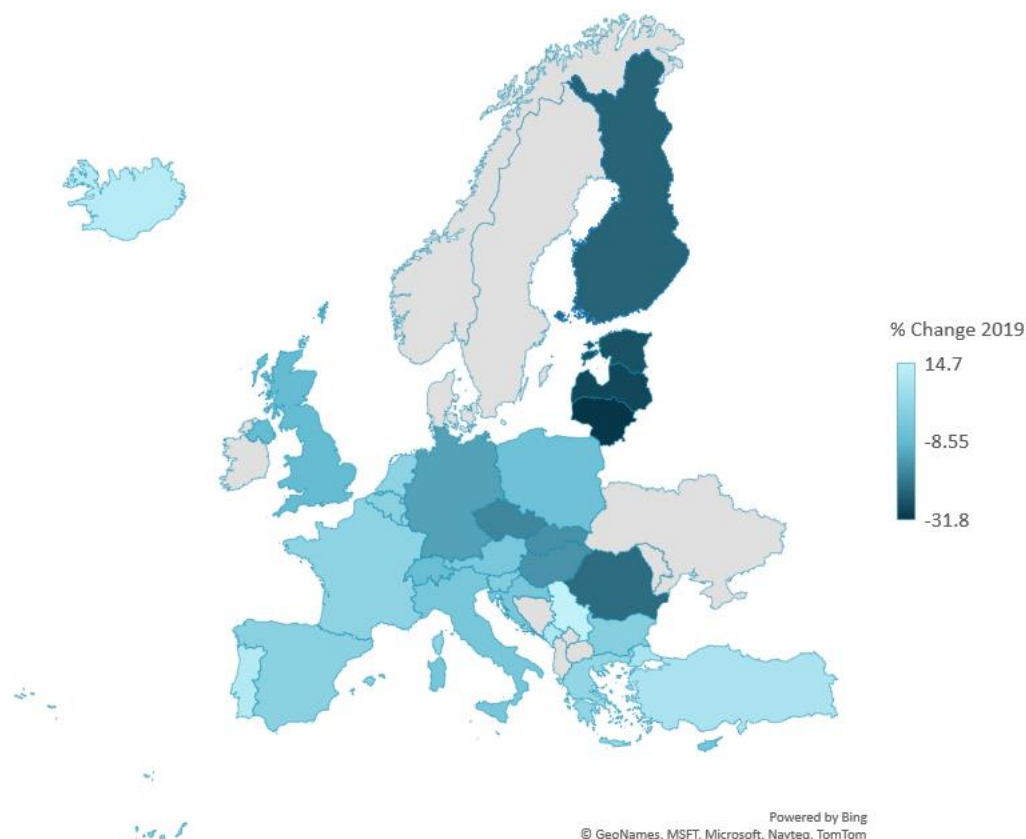 % Change 2019
14.7
-8.55
-31.8
Powered by Bing
© GeoNames, MSFT, Microsoft, Navteq, TomTom